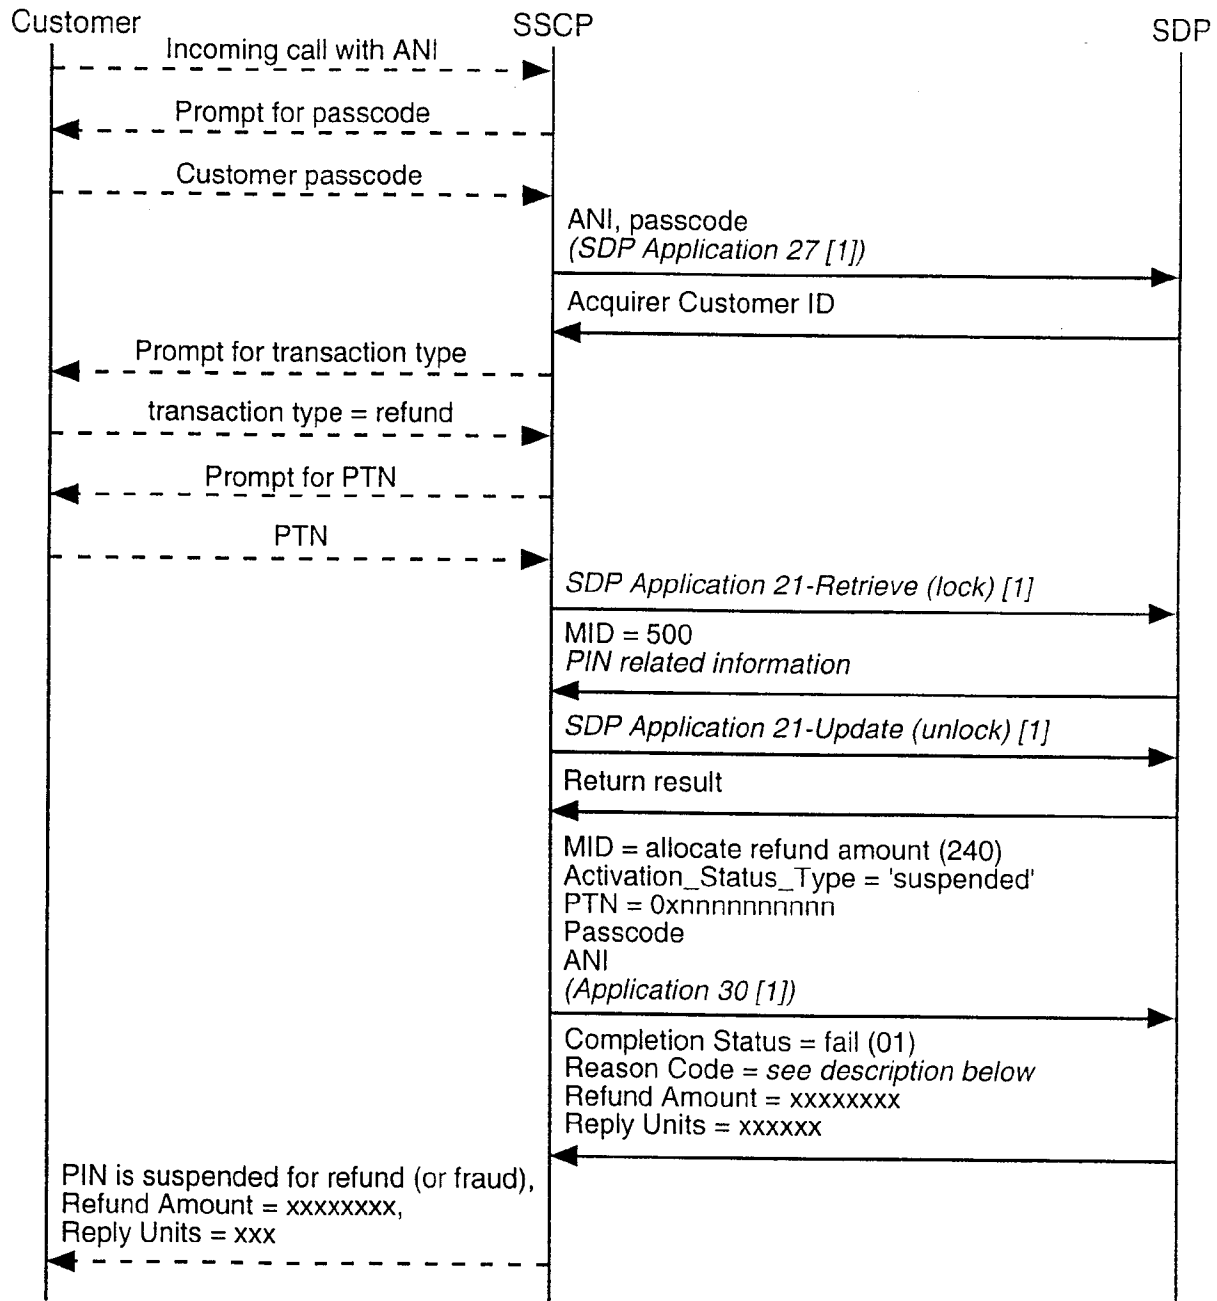 Customer
SSCP
SDP
Incoming call with ANI
Prompt for passcode
Customer passcode
ANI, passcode
(SDP Application 27 [1])
Acquirer Customer ID
Prompt for transaction type
transaction type = refund
Prompt for PTN
PTN
SDP Application 21-Retrieve (lock) [1]
MID = 500
PIN related information
SDP Application 21-Update (unlock) [1]
Return result
MID = allocate refund amount (240)
Activation_Status_Type = 'suspended'
PTN = 0xnnnnnnnnnnn
Passcode
ANI
(Application 30 [1])
Completion Status = fail (01)
Reason Code = see description below
Refund Amount = xxxxxxxx
Reply Units = xxxxxx
PIN is suspended for refund (or fraud),
Refund Amount = xxxxxxxx,
Reply Units = xxx